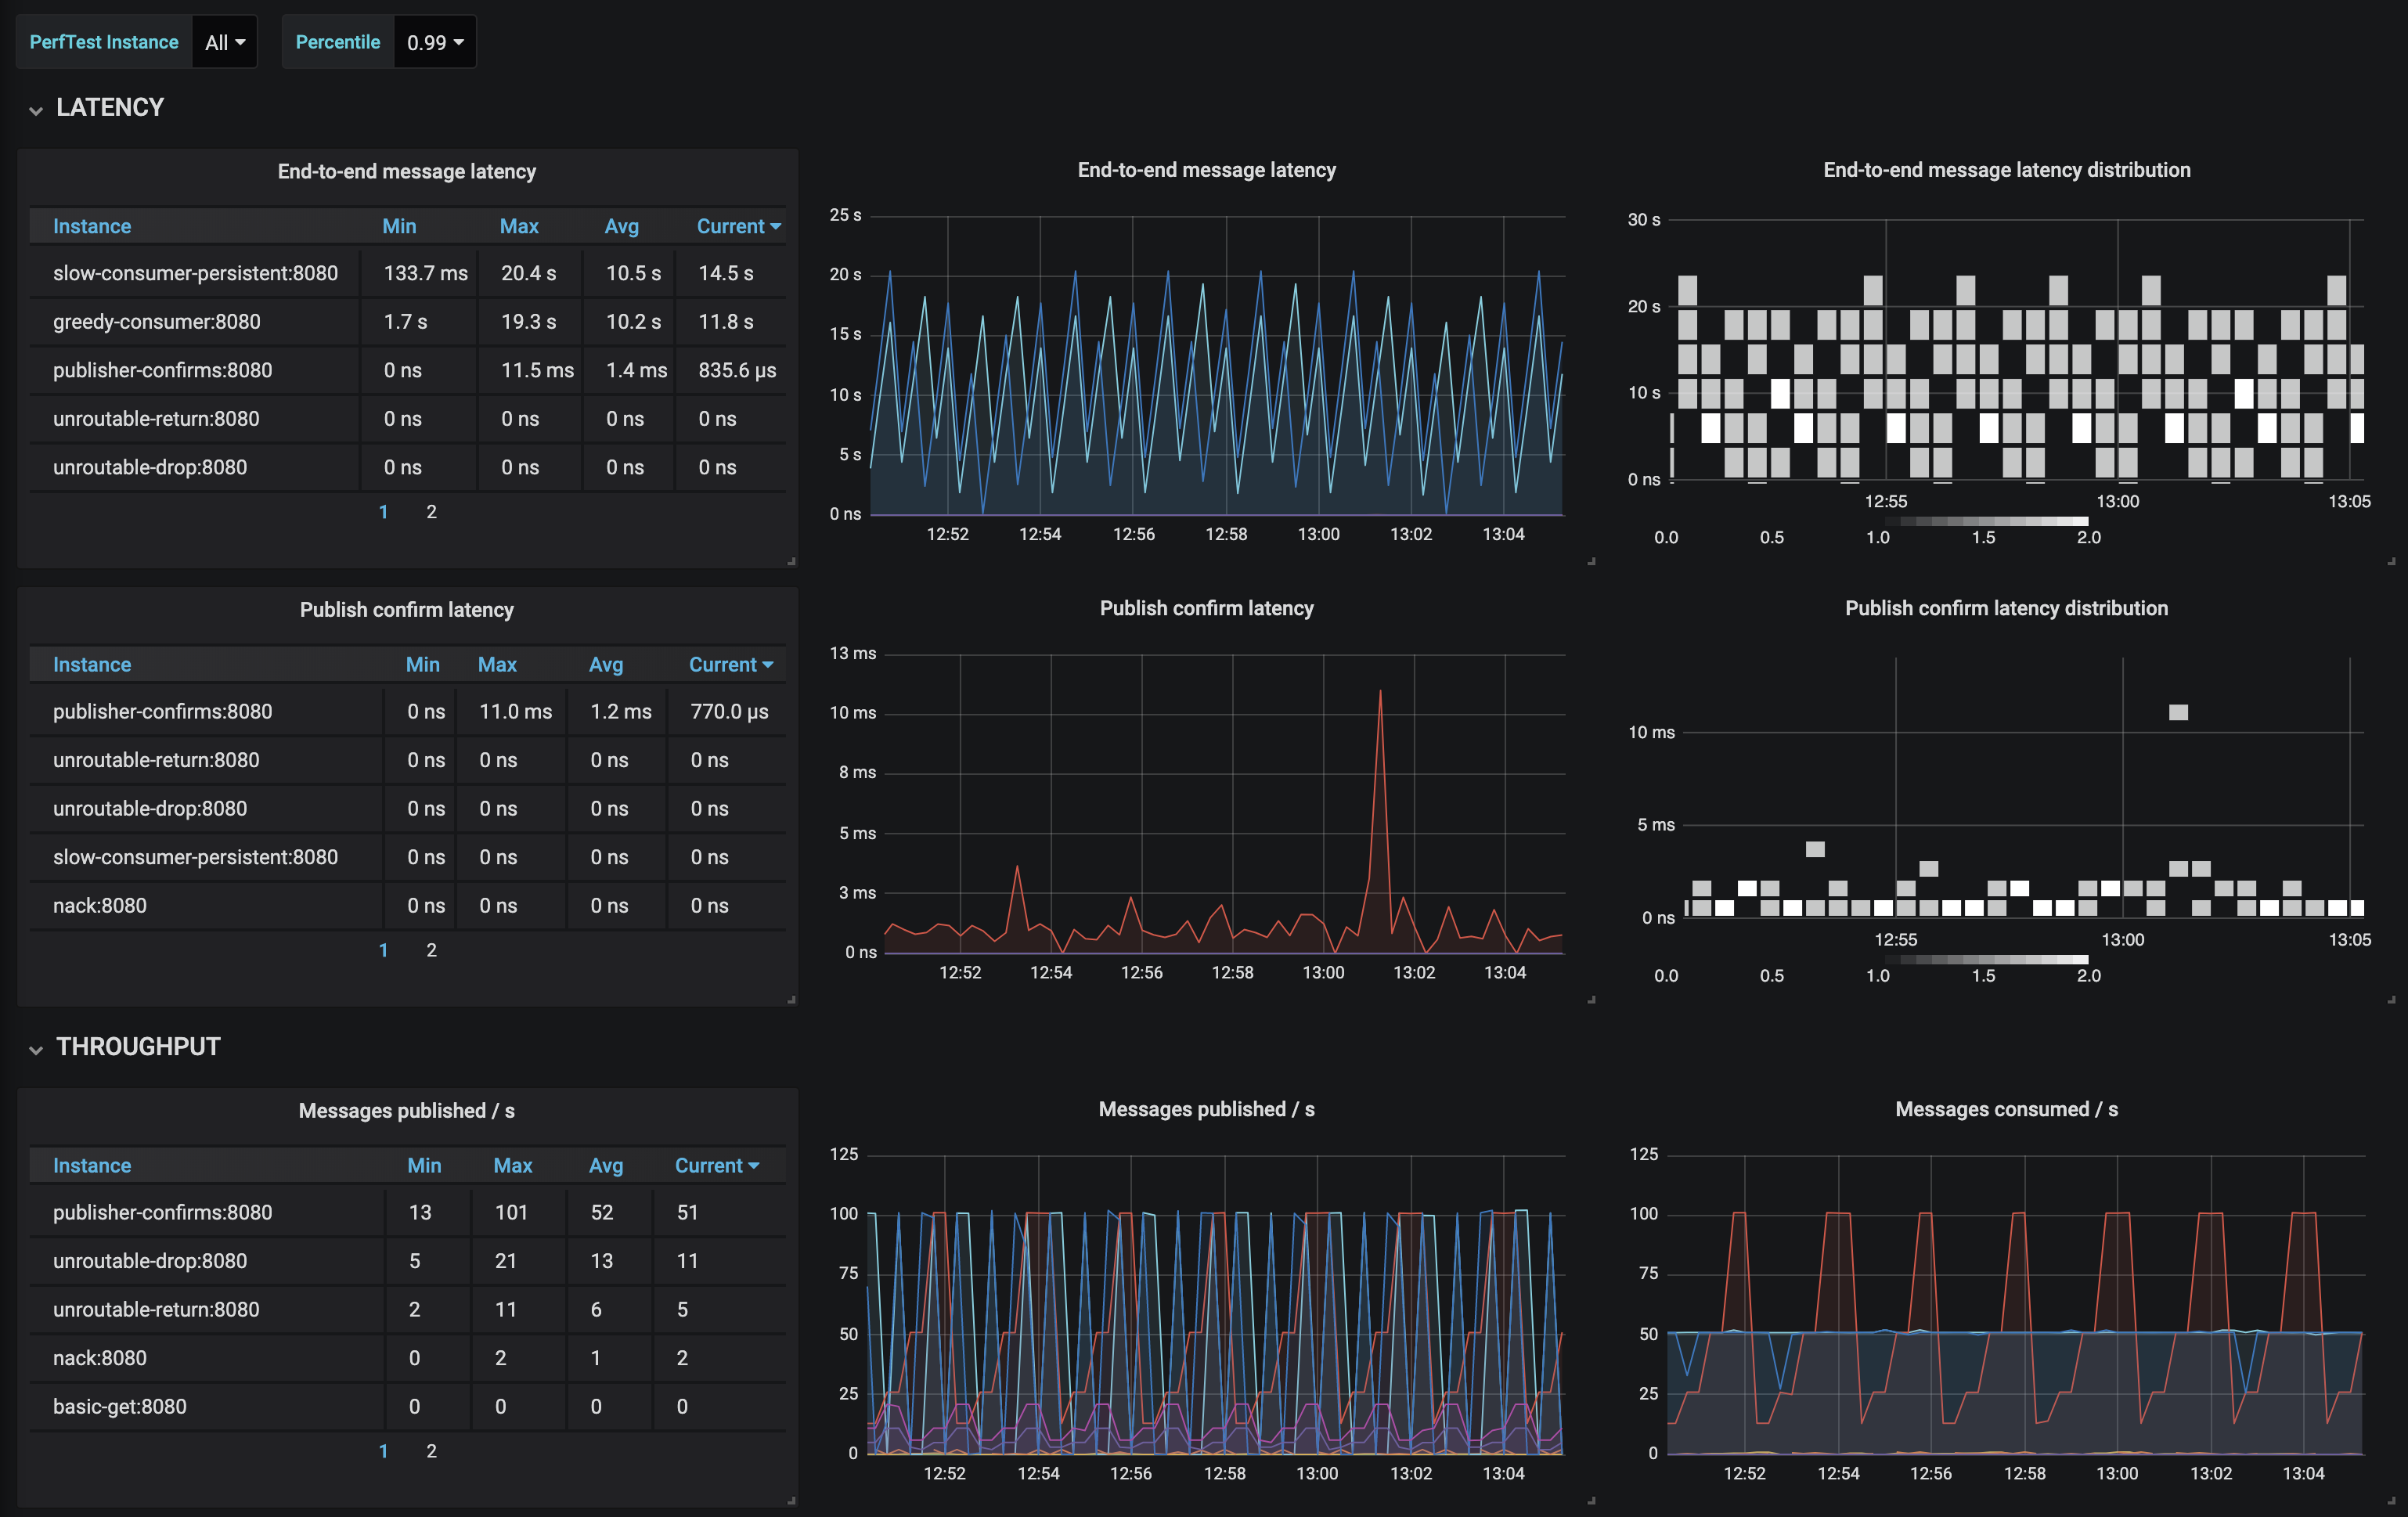 PerfTest Instance All Percentile 0.99
LATENCY
End-to-end message latency
Instance Min Max Avg Current
slow-consumer-persistent:8080 133.7 ms 20.4 s 10.5 s 14.5 s
greedy-consumer:8080 1.7 s 19.3 s 10.2 s 11.8 s
publisher-confirms:8080 0 ns 11.5 ms 1.4 ms 835.6 µs
unroutable-return:8080 0 ns 0 ns 0 ns 0 ns
unroutable-drop:8080 0 ns 0 ns 0 ns 0 ns
1 2
End-to-end message latency
25 s
20 s
15 s
10 s
5 s
0 ns
12:52 12:54 12:56 12:58 13:00 13:02 13:04
End-to-end message latency distribution
30 s
20 s
10 s
0 ns
12:55 13:00 13:05
0.0 0.5 1.0 1.5 2.0
Publish confirm latency
Instance Min Max Avg Current
publisher-confirms:8080 0 ns 11.0 ms 1.2 ms 770.0 µs
unroutable-return:8080 0 ns 0 ns 0 ns 0 ns
unroutable-drop:8080 0 ns 0 ns 0 ns 0 ns
slow-consumer-persistent:8080 0 ns 0 ns 0 ns 0 ns
nack:8080 0 ns 0 ns 0 ns 0 ns
1 2
Publish confirm latency
13 ms
10 ms
8 ms
5 ms
3 ms
0 ns
12:52 12:54 12:56 12:58 13:00 13:02 13:04
Publish confirm latency distribution
10 ms
5 ms
0 ns
12:55 13:00 13:05
0.0 0.5 1.0 1.5 2.0
THROUGHPUT
Messages published / s
Instance Min Max Avg Current
publisher-confirms:8080 13 101 52 51
unroutable-drop:8080 5 21 13 11
unroutable-return:8080 2 11 6 5
nack:8080 0 2 1 2
basic-get:8080 0 0 0 0
1 2
Messages published / s
125
100
75
50
25
0
12:52 12:54 12:56 12:58 13:00 13:02 13:04
Messages consumed / s
125
100
75
50
25
0
12:52 12:54 12:56 12:58 13:00 13:02 13:04